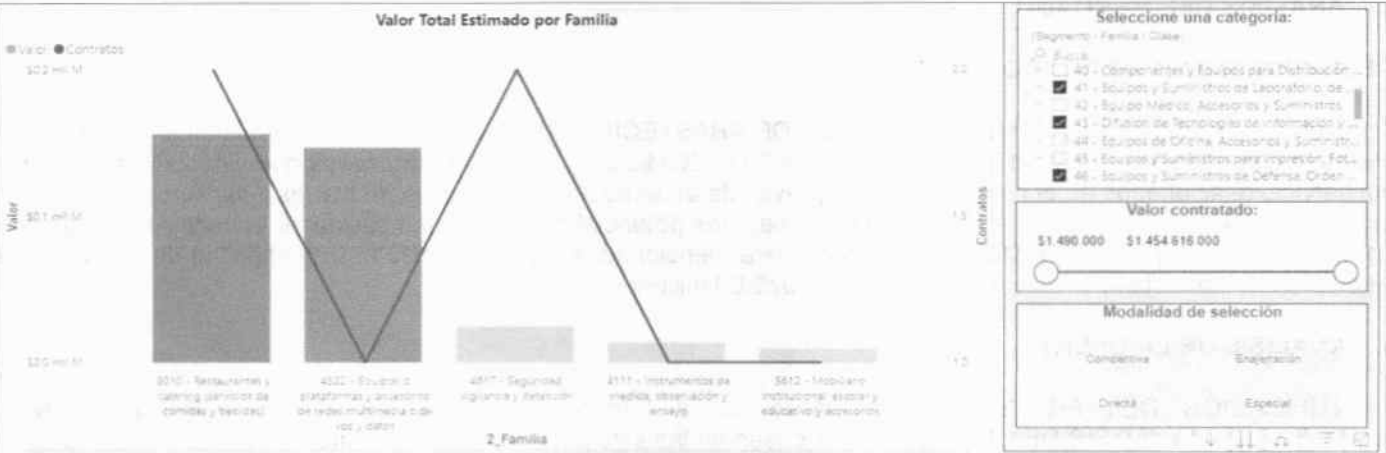 Valor Total Estimado por Familia
Valor Contratos
$0.2 mil M
2.0
$0.1 mil M
1.5
$0.0 mil M
1.0
Valor
Contratos
- Restaurantes y
catering (servicios de
comidas y bebidas)
4322 - Equipos o
plataformas y accesorios
de redes multimedia o de
voz y datos
- Seguridad,
vigilancia y detección
4111 - Instrumentos de
medida, observación y
ensayo
5612 - Mobiliario
institucional, escolar y
educativo y accesorios
2_Familia
Seleccione una categoría:
(Segmento - Familia - Clase)
40 - Componentes y Equipos para Distribución...
41 - Equipos y Suministros de Laboratorio, de...
42 - Equipo Médico, Accesorios y Suministros
43 - Difusión de Tecnologías de Información y...
44 - Equipos de Oficina, Accesorios y Suministr...
45 - Equipos y Suministros para Impresión, Fot...
46 - Equipos y Suministros de Defensa, Orden...
Valor contratado:
$1.490.000 $1.454.616.000
Modalidad de selección
Competitiva Enajenación
Directa Especial